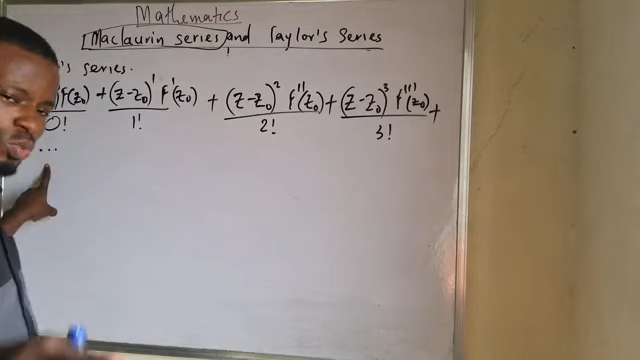 Mathematics
Maclaurin series and Taylor's Series
's series.
f(z₀) + (z-z₀)¹ f'(z₀) + (z-z₀)² f''(z₀) + (z-z₀)³ f'''(z₀) +
0! 1! 2! 3!
...